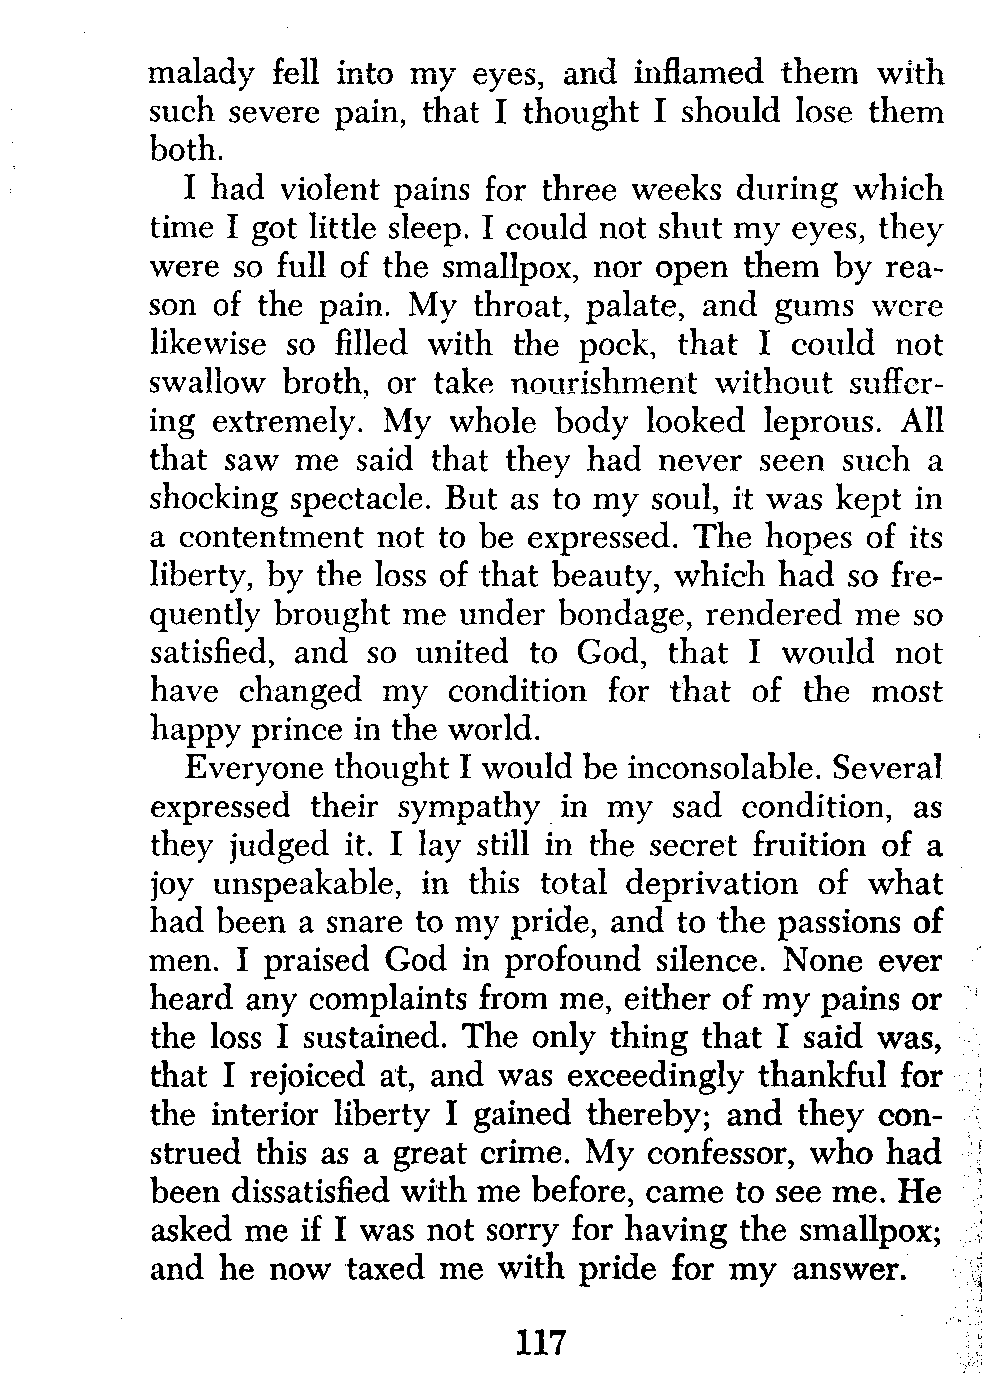 malady fell into my eyes, and inflamed them with
such severe pain, that I thought I should lose them
both.
I had violent pains for three weeks during which
time I got little sleep. I could not shut my eyes, they
were so full of the smallpox, nor open them by rea-
son of the pain. My throat, palate, and gums were
likewise so filled with the pock, that I could not
swallow broth, or take nourishment without suffer-
ing extremely. My whole body looked leprous. All
that saw me said that they had never seen such a
shocking spectacle. But as to my soul, it was kept in
a contentment not to be expressed. The hopes of its
liberty, by the loss of that beauty, which had so fre-
quently brought me under bondage, rendered me so
satisfied, and so united to God, that I would not
have changed my condition for that of the most
happy prince in the world.
Everyone thought I would be inconsolable. Several
expressed their sympathy in my sad condition, as
they judged it. I lay still in the secret fruition of a
joy unspeakable, in this total deprivation of what
had been a snare to my pride, and to the passions of
men. I praised God in profound silence. None ever
heard any complaints from me, either of my pains or
the loss I sustained. The only thing that I said was,
that I rejoiced at, and was exceedingly thankful for
the interior liberty I gained thereby; and they con-
strued this as a great crime. My confessor, who had
been dissatisfied with me before, came to see me. He
asked me if I was not sorry for having the smallpox;
and he now taxed me with pride for my answer.
117